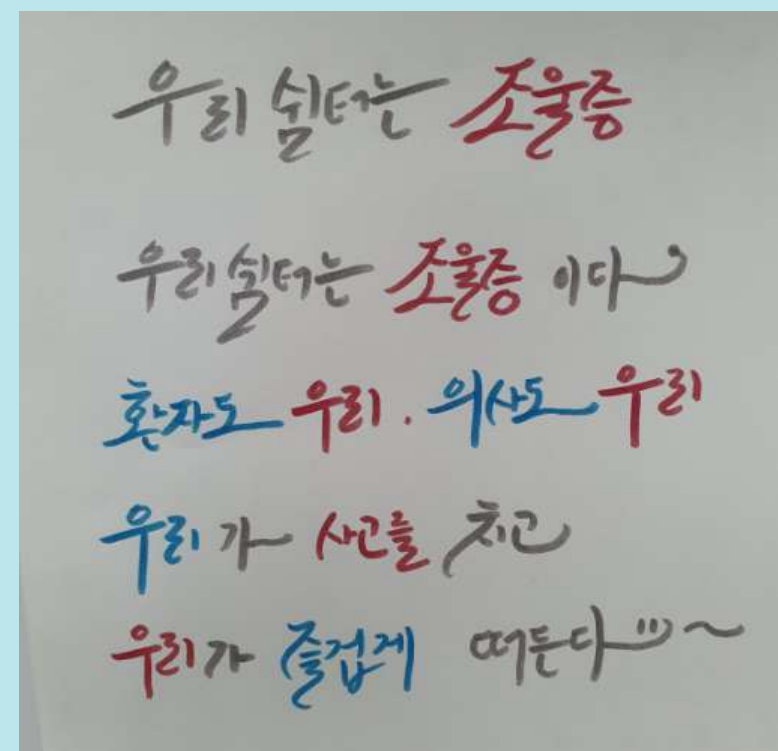 우리 쉼터는 조울증
우리 쉼터는 조울증 이다
환자도 우리. 의사도 우리
우리가 사고를 치고
우리가 즐겁게 떠든다~